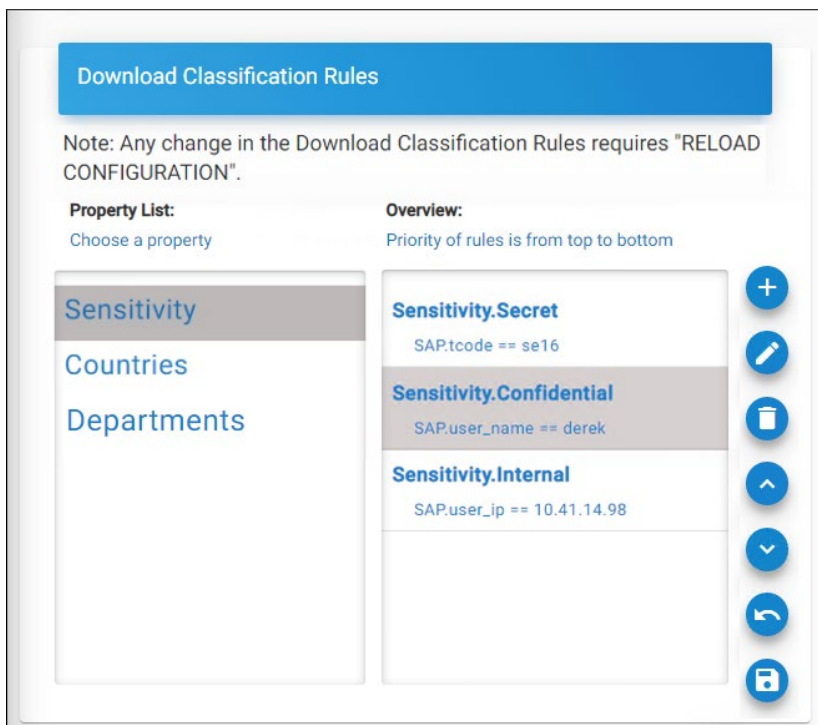 Download Classification Rules
Note: Any change in the Download Classification Rules requires "RELOAD
CONFIGURATION".
Property List:
Choose a property
Sensitivity
Countries
Departments
Overview:
Priority of rules is from top to bottom
Sensitivity.Secret
SAP.tcode == se16
Sensitivity.Confidential
SAP.user_name == derek
Sensitivity.Internal
SAP.user_ip == 10.41.14.98